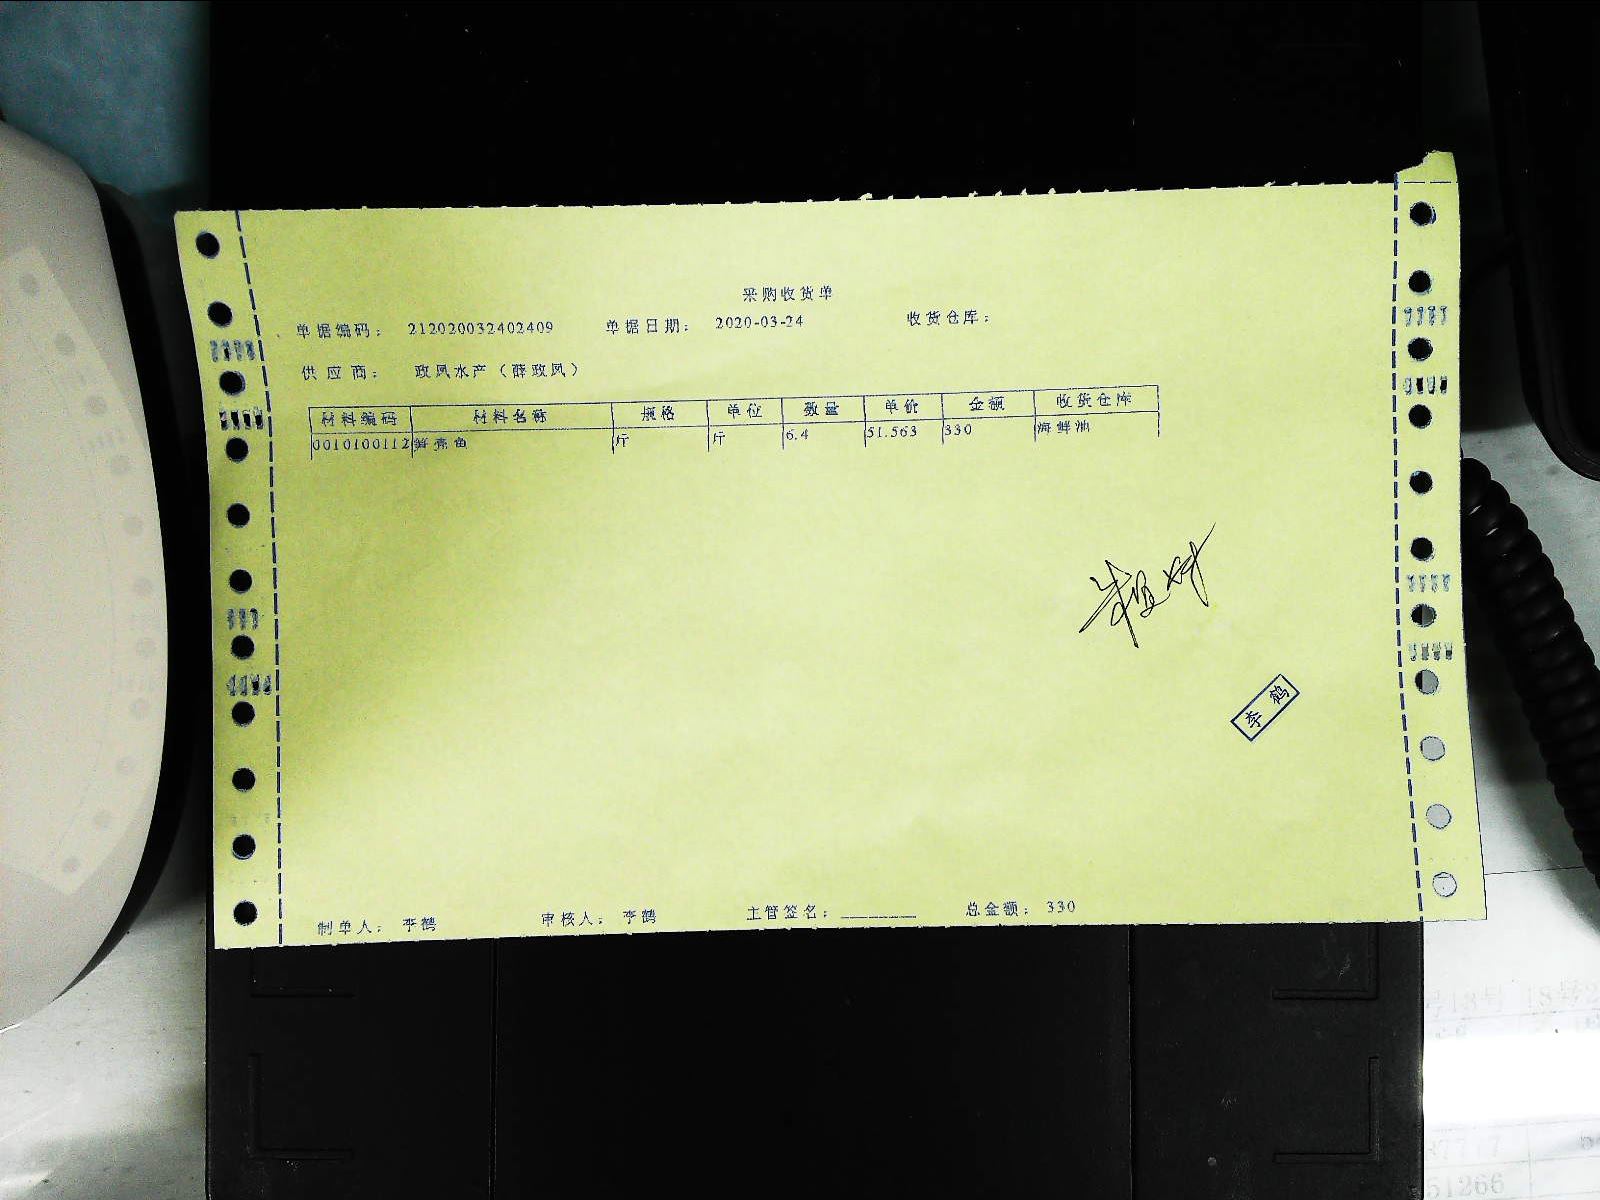 采购收货单
单据编码： 212020032402409 单据日期： 2020-03-24 收货仓库：
供应商： 政凤水产（薛政凤）
材料编码 材料名称 规格 单位 数量 单价 金额 收货仓库
0010100112 笋壳鱼 斤 斤 6.4 51.563 330 海鲜池
李鹤
制单人： 李鹤 审核人： 李鹤 主管签名： 总金额： 330
51266